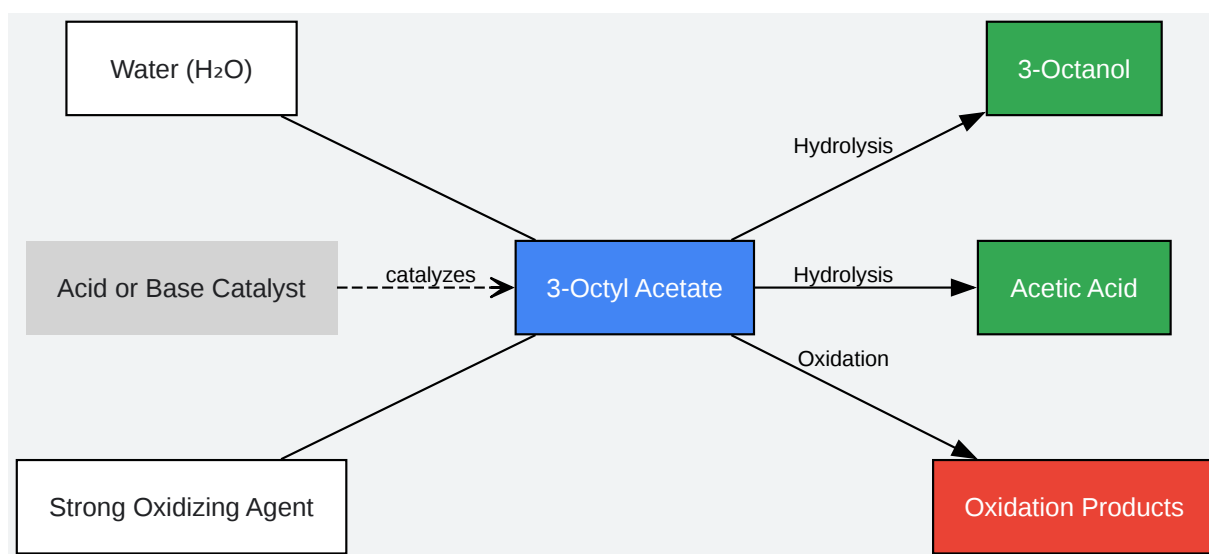 Water (H₂O)
3-Octanol
Hydrolysis
Acid or Base Catalyst
catalyzes
3-Octyl Acetate
Hydrolysis
Acetic Acid
Oxidation
Strong Oxidizing Agent
Oxidation Products